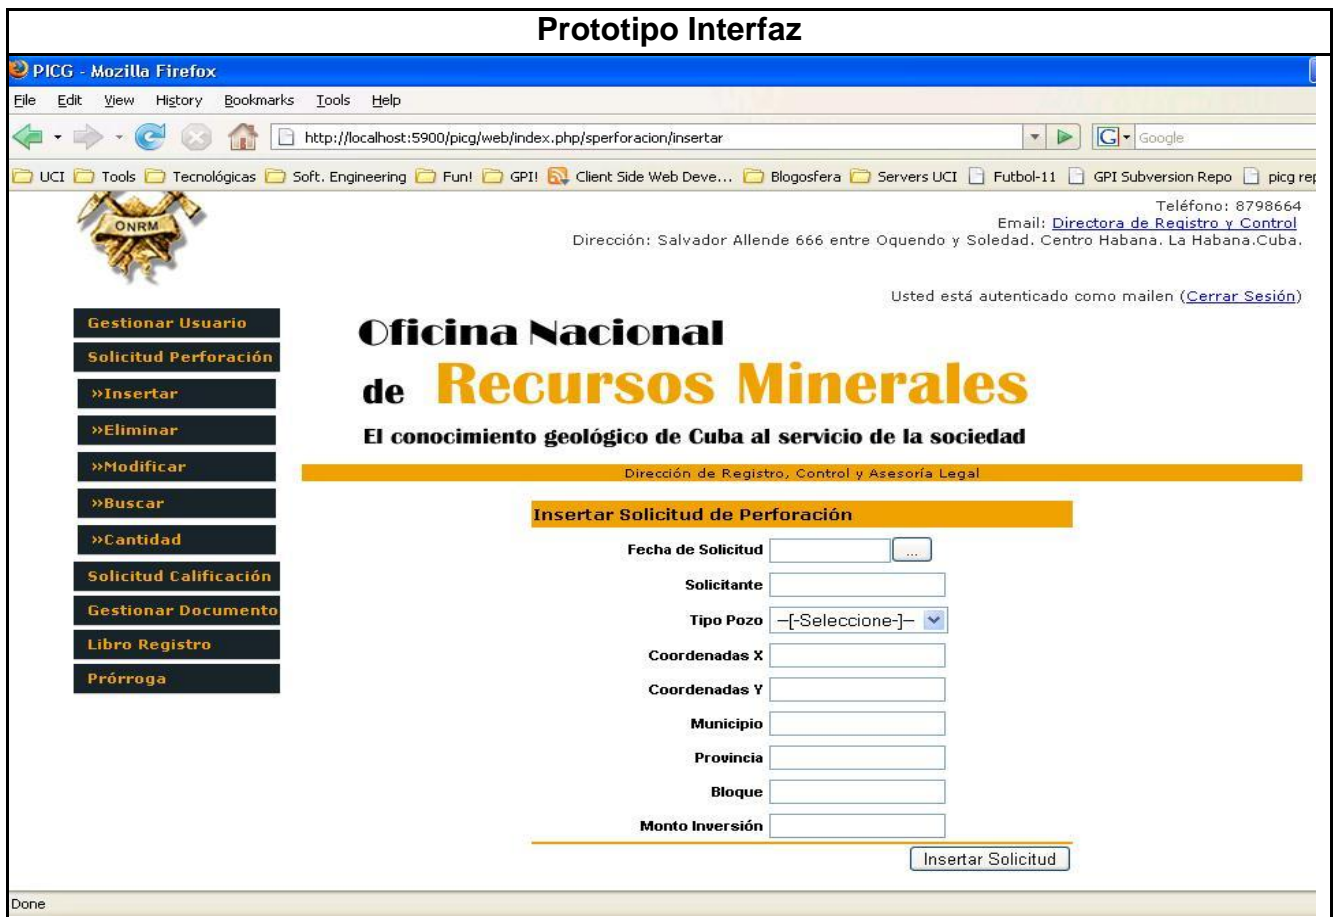 Prototipo Interfaz
PICG - Mozilla Firefox
File Edit View History Bookmarks Tools Help
http://localhost:5900/picg/web/index.php/sperforacion/insertar
G Google
UCI Tools Tecnológicas Soft. Engineering Fun! GPI! Client Side Web Deve... Blogosfera Servers UCI Futbol-11 GPI Subversion Repo picg rep
ONRM
Teléfono: 8798664
Email: Directora de Registro y Control
Dirección: Salvador Allende 666 entre Oquendo y Soledad. Centro Habana. La Habana.Cuba.
Usted está autenticado como mailen (Cerrar Sesión)
Gestionar Usuario
Solicitud Perforación
»Insertar
»Eliminar
»Modificar
»Buscar
»Cantidad
Solicitud Calificación
Gestionar Documento
Libro Registro
Prórroga
Oficina Nacional
de Recursos Minerales
El conocimiento geológico de Cuba al servicio de la sociedad
Dirección de Registro, Control y Asesoría Legal
Insertar Solicitud de Perforación
Fecha de Solicitud ...
Solicitante
Tipo Pozo --[-Seleccione-]--
Coordenadas X
Coordenadas Y
Municipio
Provincia
Bloque
Monto Inversión
Insertar Solicitud
Done